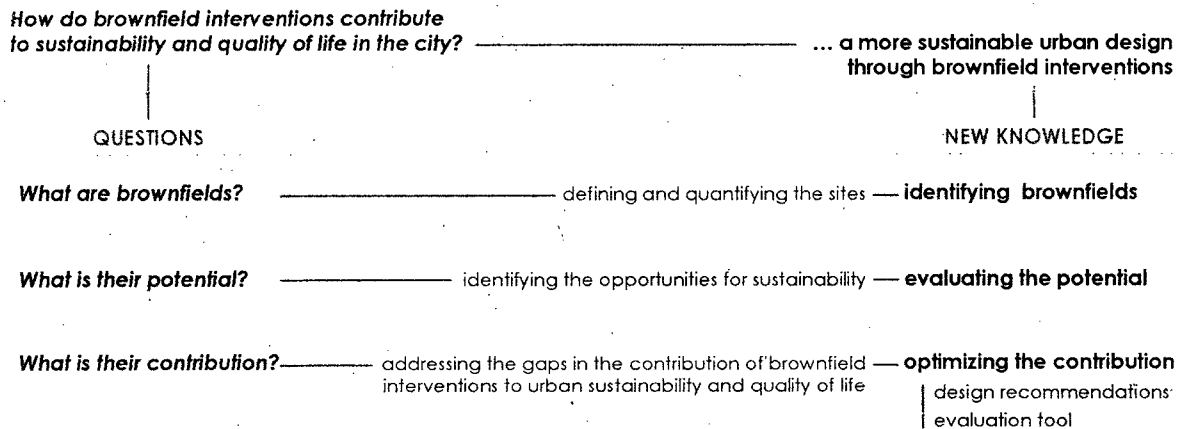 How do brownfield interventions contribute
to sustainability and quality of life in the city?
... a more sustainable urban design
through brownfield interventions
QUESTIONS
NEW KNOWLEDGE
What are brownfields?
defining and quantifying the sites
identifying brownfields
What is their potential?
identifying the opportunities for sustainability
evaluating the potential
What is their contribution?
addressing the gaps in the contribution of brownfield
interventions to urban sustainability and quality of life
optimizing the contribution
design recommendations
evaluation tool